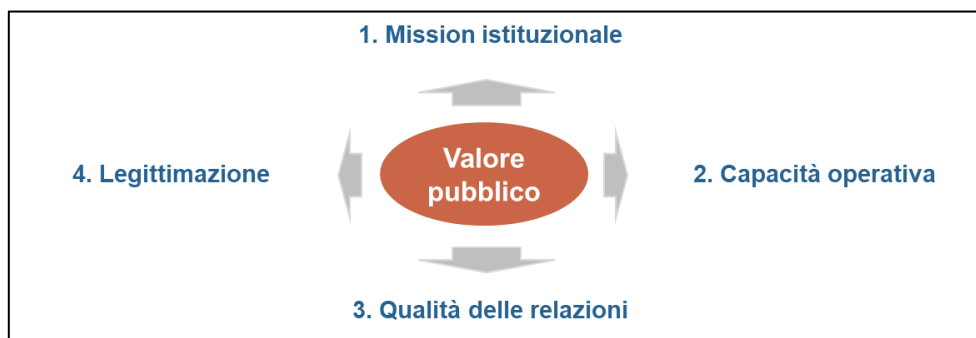 1. Mission istituzionale
4. Legittimazione
Valore
pubblico
2. Capacità operativa
3. Qualità delle relazioni